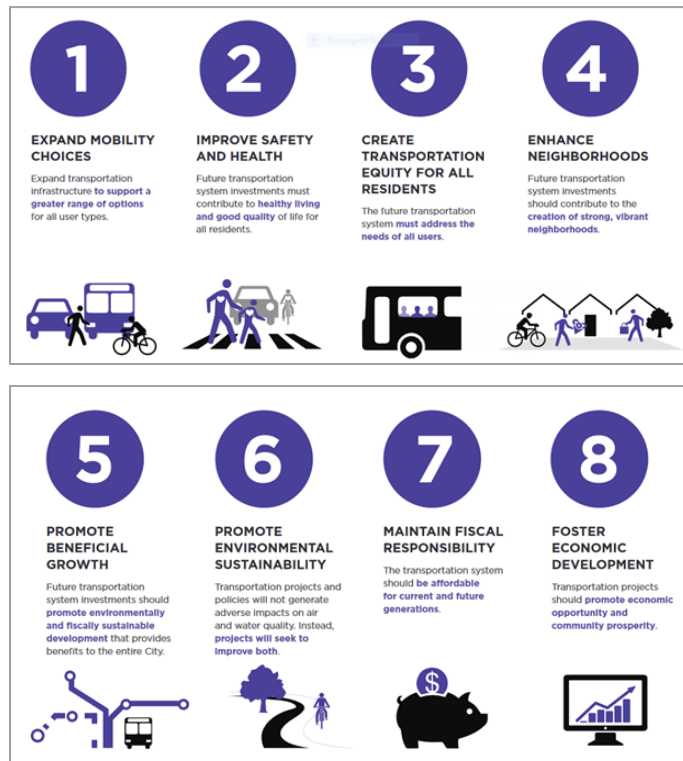 1
2
3
4
EXPAND MOBILITY
CHOICES
Expand transportation
infrastructure to support a
greater range of options
for all user types.
IMPROVE SAFETY
AND HEALTH
Future transportation
system investments must
contribute to healthy living
and good quality of life for
all residents.
CREATE
TRANSPORTATION
EQUITY FOR ALL
RESIDENTS
The future transportation
system must address the
needs of all users.
ENHANCE
NEIGHBORHOODS
Future transportation
system investments
should contribute to the
creation of strong, vibrant
neighborhoods.
5
6
7
8
PROMOTE
BENEFICIAL
GROWTH
Future transportation
system investments should
promote environmentally
and fiscally sustainable
development that provides
benefits to the entire City.
PROMOTE
ENVIRONMENTAL
SUSTAINABILITY
Transportation projects and
policies will not generate
adverse impacts on air
and water quality. Instead,
projects will seek to
improve both.
MAINTAIN FISCAL
RESPONSIBILITY
The transportation system
should be affordable
for current and future
generations.
$
FOSTER
ECONOMIC
DEVELOPMENT
Transportation projects
should promote economic
opportunity and
community prosperity.